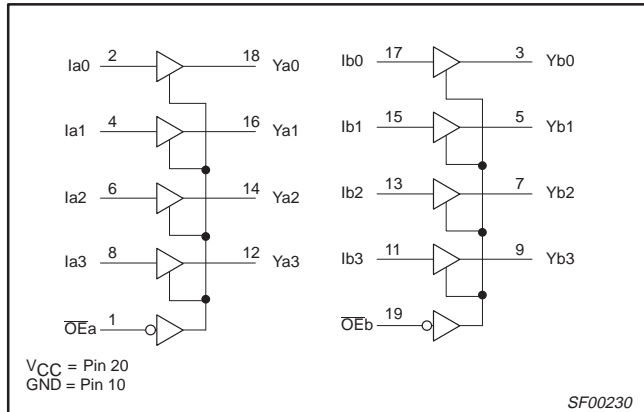 Ia0 2 18 Ya0
Ia1 4 16 Ya1
Ia2 6 14 Ya2
Ia3 8 12 Ya3
O̅E̅a 1
Ib0 17 3 Yb0
Ib1 15 5 Yb1
Ib2 13 7 Yb2
Ib3 11 9 Yb3
O̅E̅b 19
VCC = Pin 20
GND = Pin 10
SF00230